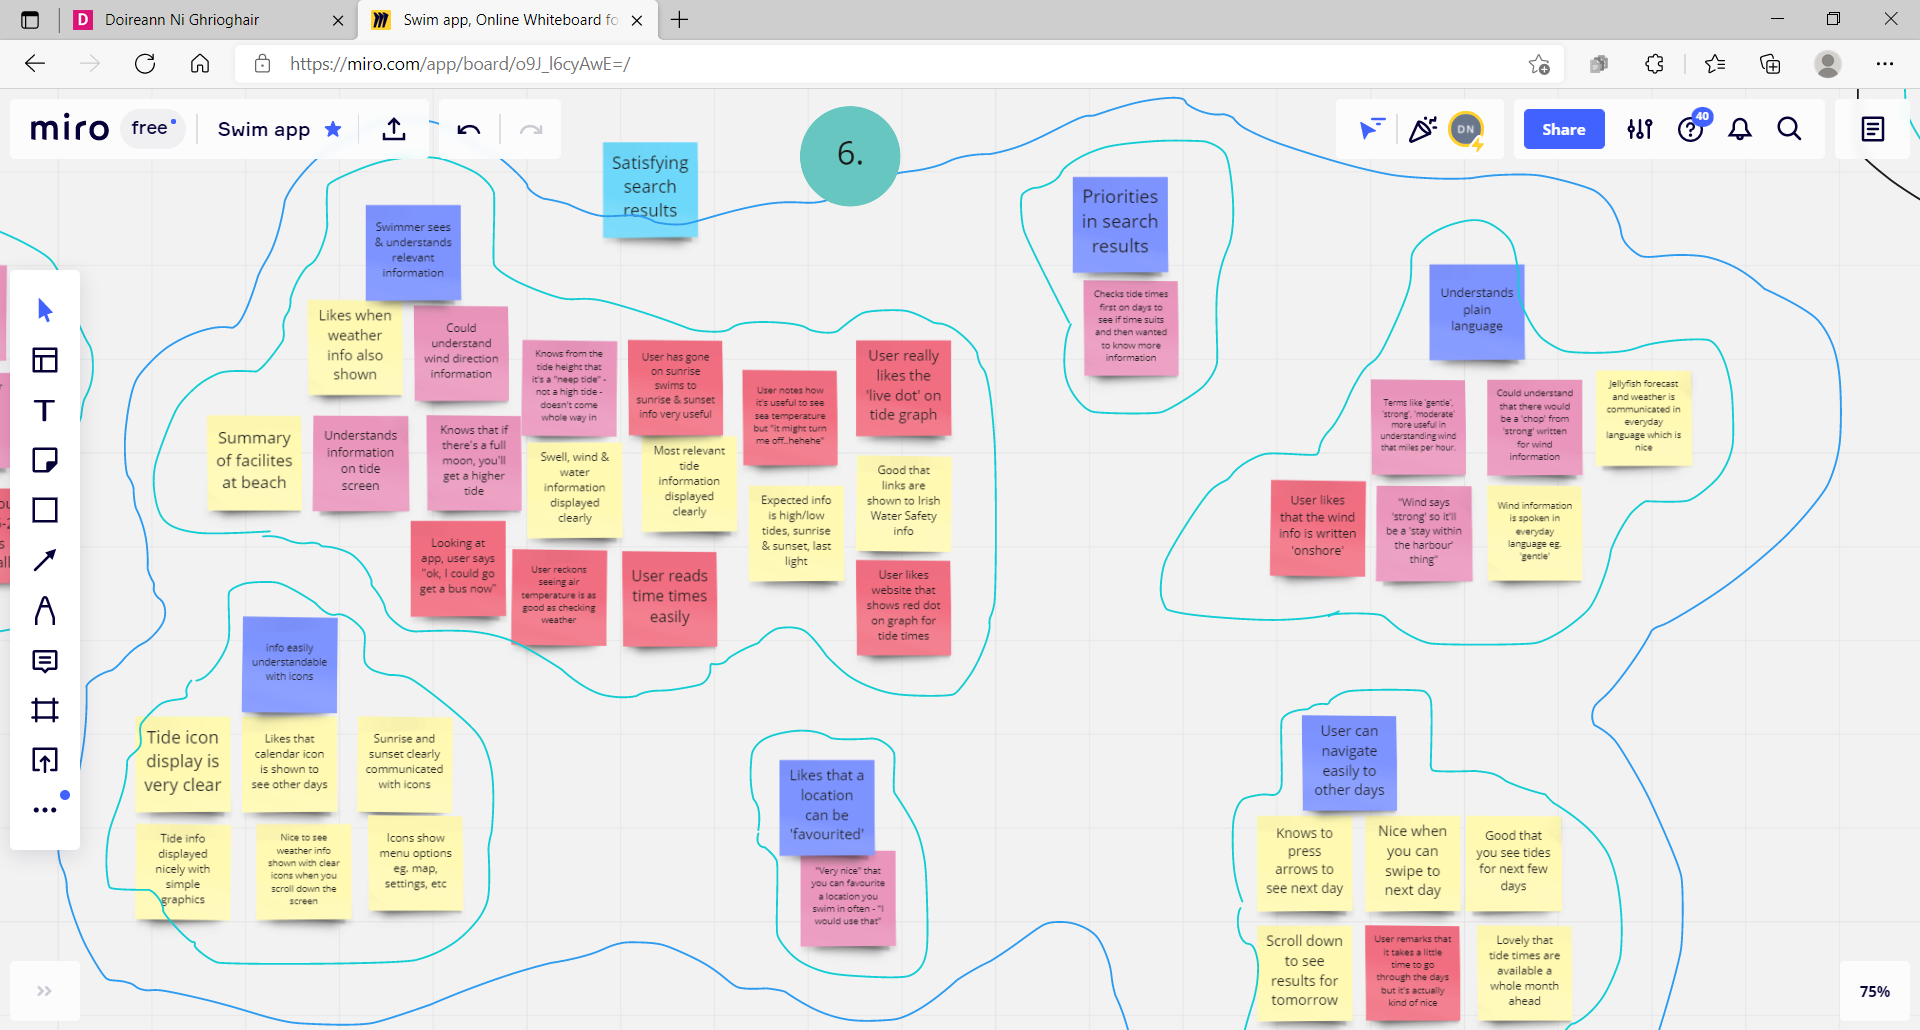 Doireann Ni Ghrioghair
Swim app, Online Whiteboard fo
https://miro.com/app/board/o9J_l6cyAwE=/
miro
free
Swim app
DN
Share
40
6.
Satisfying
search
results
Swimmer sees
& understands
relevant
information
Likes when
weather
info also
shown
Could
understand
wind direction
information
Knows from the
tide height that
it's a "neep tide" -
not a high tide -
doesn't come
whole way in
User has gone
on sunrise
swims to
sunrise & sunset
info very useful
User notes how
it's useful to see
sea temperature
but "it might turn
me off..hehehe"
User really
likes the
'live dot' on
tide graph
Summary
of facilites
at beach
Understands
information
on tide
screen
Knows that if
there's a full
moon, you'll
get a higher
tide
Swell, wind &
water
information
displayed
clearly
Most relevant
tide
information
displayed
clearly
Expected info
is high/low
tides, sunrise
& sunset, last
light
Good that
links are
shown to Irish
Water Safety
info
Looking at
app, user says
"ok, I could go
get a bus now"
User reckons
seeing air
temperature is as
good as checking
weather
User reads
time times
easily
User likes
website that
shows red dot
on graph for
tide times
Priorities
in search
results
Checks tide times
first on days to
see if time suits
and then wanted
to know more
information
Understands
plain
language
Terms like 'gentle',
'strong', 'moderate'
more useful in
understanding wind
that miles per hour.
Could understand
that there would
be a 'chop' from
'strong' written
for wind
information
Jellyfish forecast
and weather is
communicated in
everyday
language which is
nice
User likes
that the wind
info is written
'onshore'
"Wind says
'strong' so it'll
be a 'stay within
the harbour'
thing"
Wind information
is spoken in
everyday
language eg.
'gentle'
info easily
understandable
with icons
Tide icon
display is
very clear
Likes that
calendar icon
is shown to
see other days
Sunrise and
sunset clearly
communicated
with icons
Tide info
displayed
nicely with
simple
graphics
Nice to see
weather info
shown with clear
icons when you
scroll down the
screen
Icons show
menu options
eg. map,
settings, etc
Likes that a
location can
be
'favourited'
"Very nice" that
you can favourite
a location you
swim in often - "I
would use that"
User can
navigate
easily to
other days
Knows to
press
arrows to
see next day
Nice when
you can
swipe to
next day
Good that
you see tides
for next few
days
Scroll down
to see
results for
tomorrow
User remarks that
it takes a little
time to go
through the days
but it's actually
kind of nice
Lovely that
tide times are
available a
whole month
ahead
75%